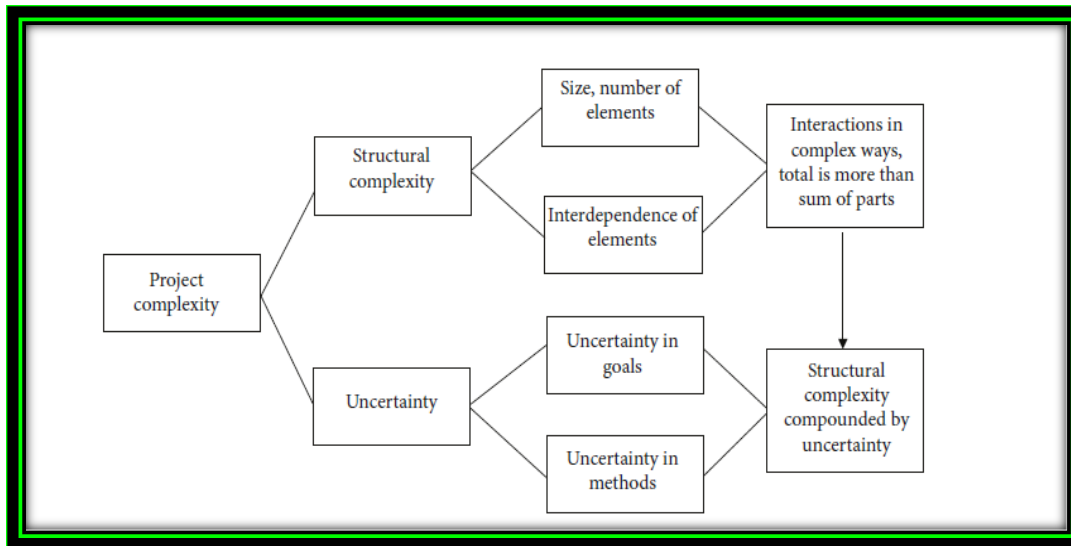 Project
complexity
Structural
complexity
Uncertainty
Size, number of
elements
Interdependence of
elements
Uncertainty in
goals
Uncertainty in
methods
Interactions in
complex ways,
total is more than
sum of parts
Structural
complexity
compounded by
uncertainty